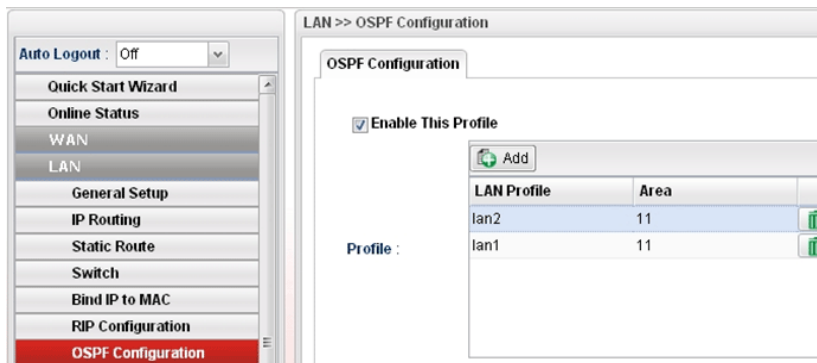 LAN >> OSPF Configuration
Auto Logout : Off
Quick Start Wizard
Online Status
WAN
LAN
General Setup
IP Routing
Static Route
Switch
Bind IP to MAC
RIP Configuration
OSPF Configuration
OSPF Configuration
Enable This Profile
Profile :
Add
LAN Profile Area
lan2 11
lan1 11